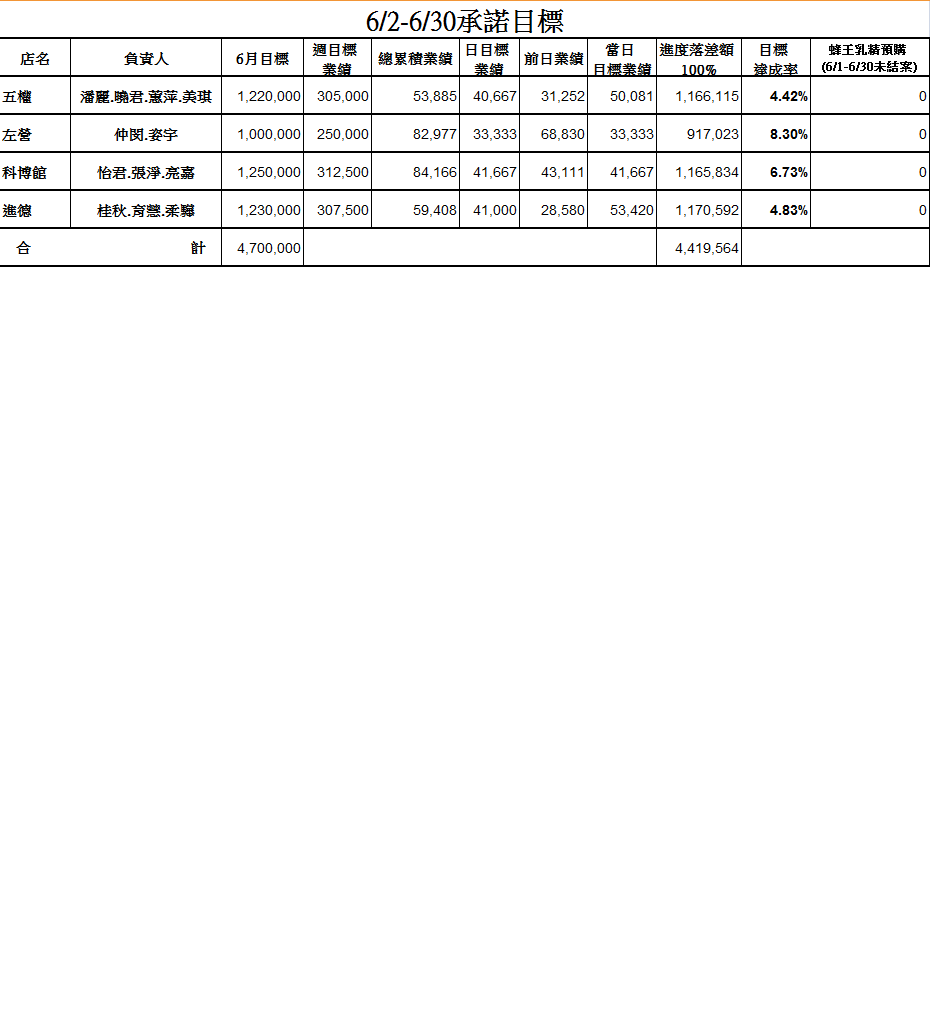 6/2-6/30承諾目標
店名 負責人 6月目標 週目標業績 總累積業績 日目標業績 前日業績 當日目標業績 進度落差額100% 目標達成率 蜂王乳精預購(6/1-6/30未結案)
五權 潘麗.曉君.蕙萍.美琪 1,220,000 305,000 53,885 40,667 31,252 50,081 1,166,115 4.42% 0
左營 仲閔.姿宇 1,000,000 250,000 82,977 33,333 68,830 33,333 917,023 8.30% 0
科博館 怡君.張淨.亮嘉 1,250,000 312,500 84,166 41,667 43,111 41,667 1,165,834 6.73% 0
進德 桂秋.育慧.柔驊 1,230,000 307,500 59,408 41,000 28,580 53,420 1,170,592 4.83% 0
合計 4,700,000 4,419,564